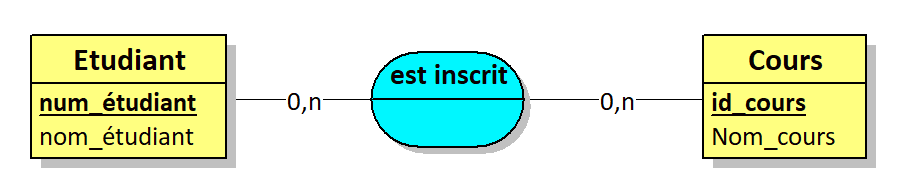 Etudiant
num_étudiant
nom_étudiant
0,n
est inscrit
0,n
Cours
id_cours
Nom_cours